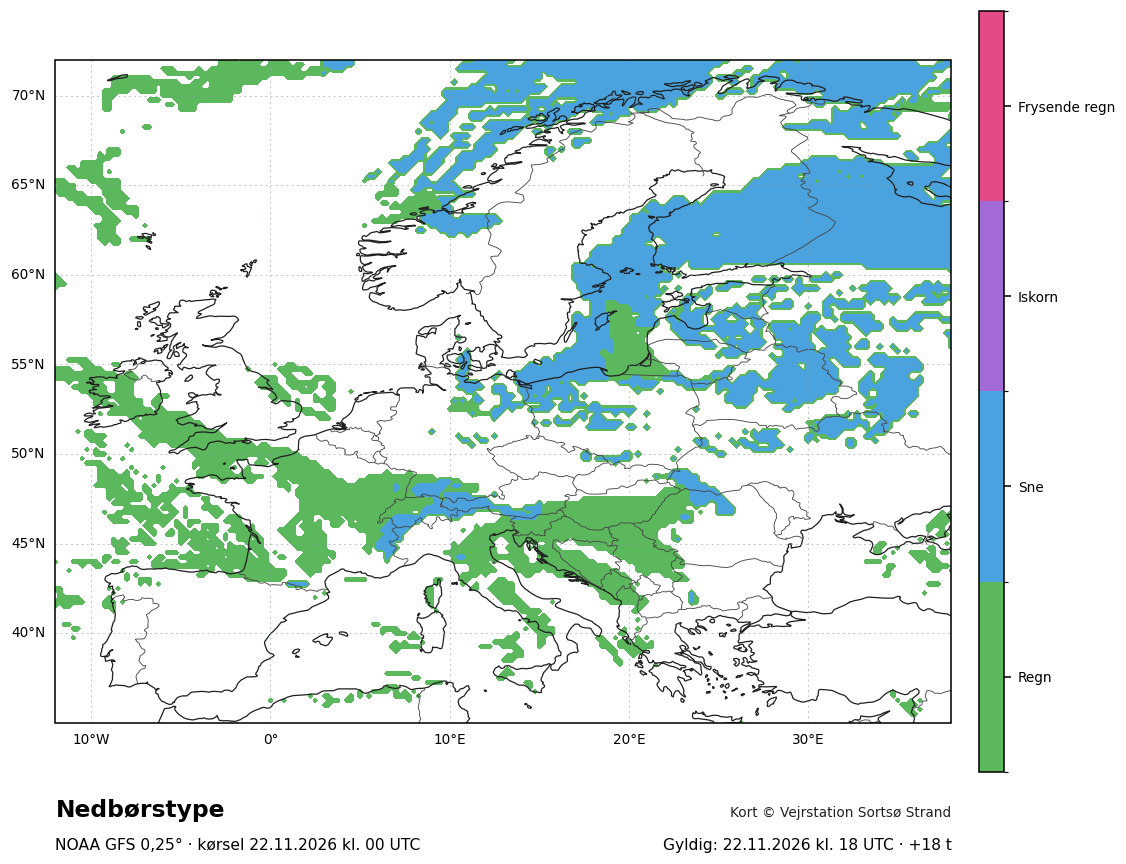 70°N
65°N
60°N
55°N
50°N
45°N
40°N
10°W
0°
10°E
20°E
30°E
Frysende regn
Iskorn
Sne
Regn
Nedbørstype
Kort © Vejrstation Sortsø Strand
NOAA GFS 0,25° · kørsel 22.11.2026 kl. 00 UTC
Gyldig: 22.11.2026 kl. 18 UTC · +18 t